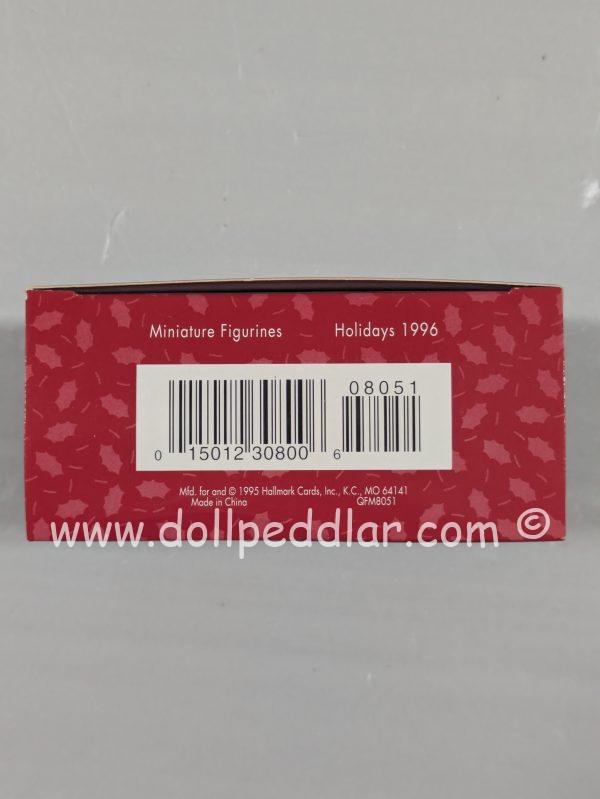 Miniature Figurines Holidays 1996
08051
0 15012 30800 6
Mfd. for and © 1995 Hallmark Cards, Inc., K.C., MO 64141
Made in China QFM8051
www.dollpeddlar.com ©